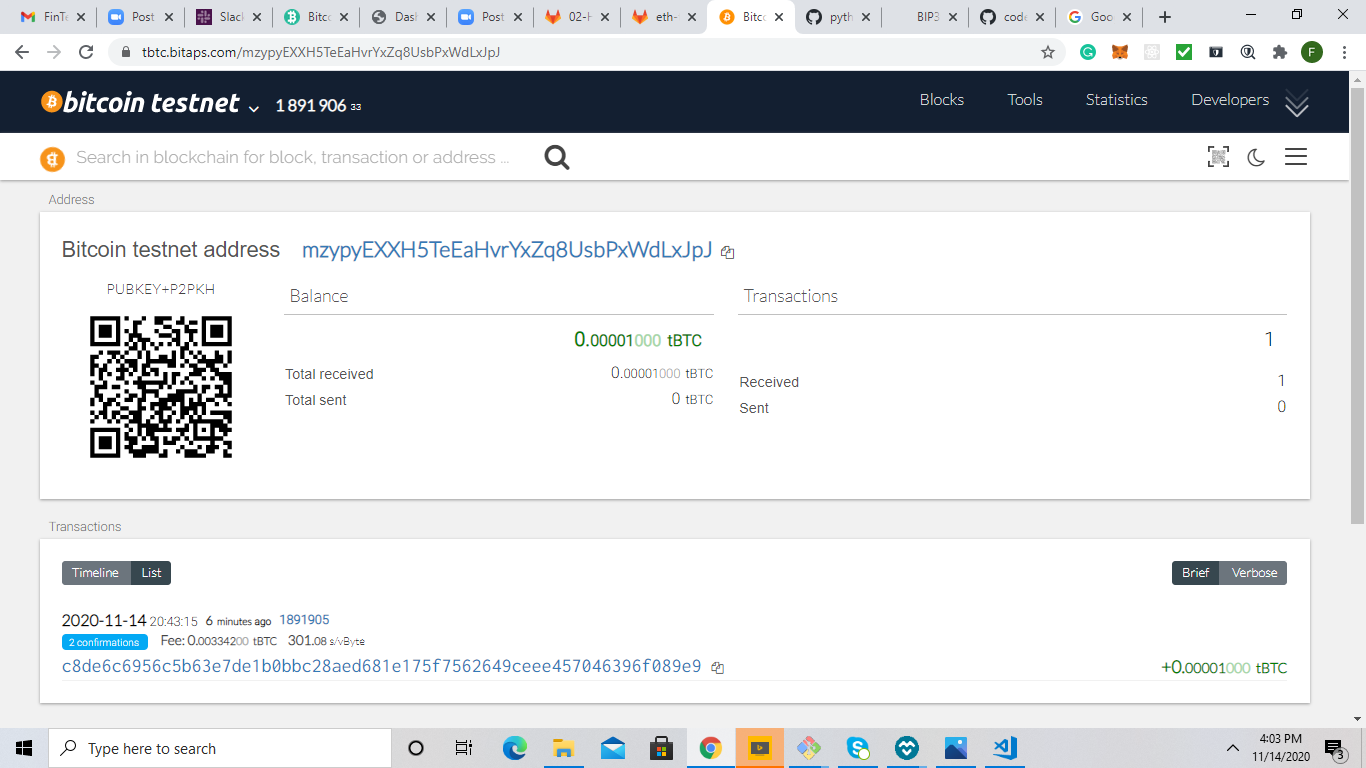 FinTe Post Slack Bitco Dash Post 02-H eth- Bitco pyth BIP3 code Goo
tbtc.bitaps.com/mzypyEXXH5TeEaHvrYxZq8UsbPxWdLxJpJ
F
bitcoin testnet 1 891 906 33 Blocks Tools Statistics Developers
Search in blockchain for block, transaction or address ...
Address
Bitcoin testnet address mzypyEXXH5TeEaHvrYxZq8UsbPxWdLxJpJ
PUBKEY+P2PKH
Balance
0.00001000 tBTC
Total received 0.00001000 tBTC
Total sent 0 tBTC
Transactions
1
Received 1
Sent 0
Transactions
Timeline List Brief Verbose
2020-11-14 20:43:15 6 minutes ago 1891905
2 confirmations Fee: 0.00334200 tBTC 301.08 s/vByte
c8de6c6956c5b63e7de1b0bbc28aed681e175f7562649ceee457046396f089e9 +0.00001000 tBTC
Type here to search
4:03 PM
11/14/2020
3